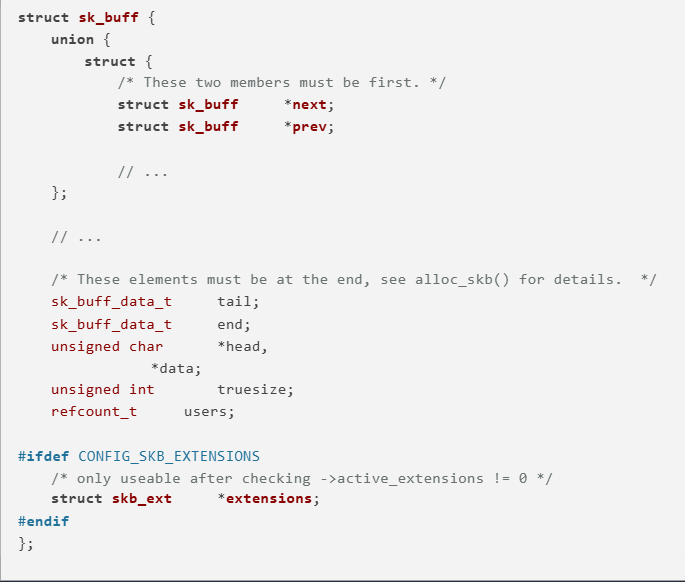 struct sk_buff {
    union {
        struct {
            /* These two members must be first. */
            struct sk_buff     *next;
            struct sk_buff     *prev;

            // ...
    };

    // ...

    /* These elements must be at the end, see alloc_skb() for details.  */
    sk_buff_data_t     tail;
    sk_buff_data_t     end;
    unsigned char      *head,
                *data;
    unsigned int       truesize;
    refcount_t     users;

#ifdef CONFIG_SKB_EXTENSIONS
    /* only useable after checking ->active_extensions != 0 */
    struct skb_ext     *extensions;
#endif
};